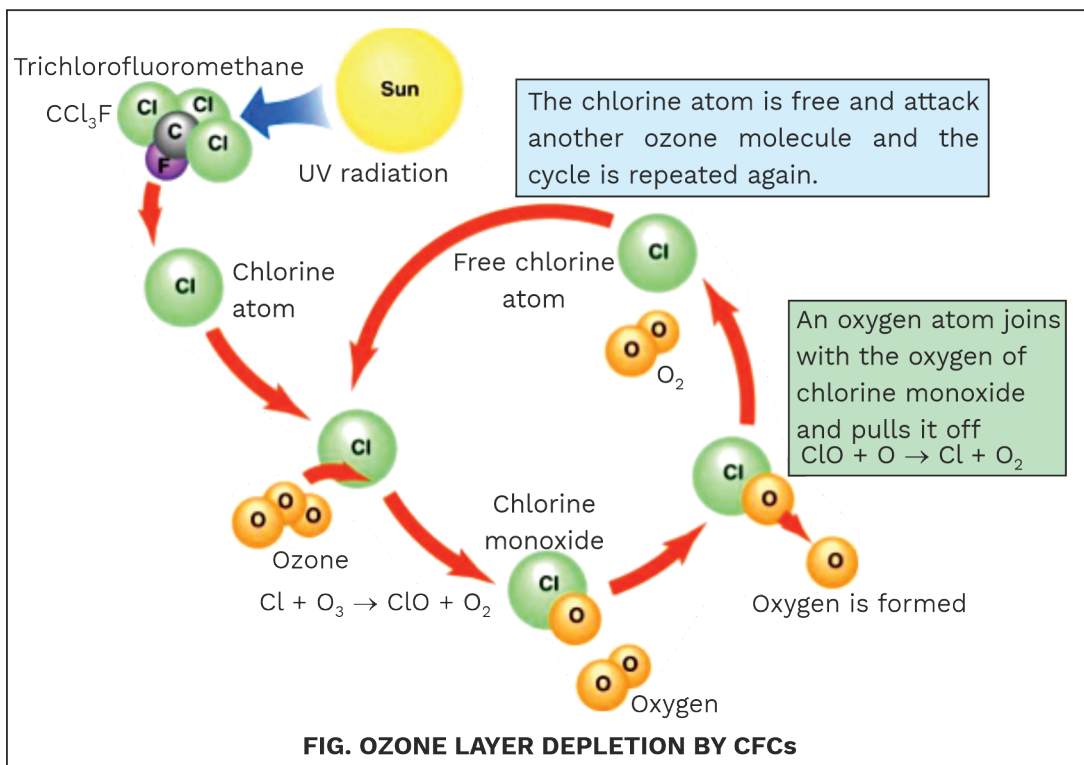 Trichlorofluoromethane
CCl₃F
Cl
Cl
C
Cl
F
Sun
UV radiation
The chlorine atom is free and attack
another ozone molecule and the
cycle is repeated again.
Cl
Chlorine
atom
Free chlorine
atom
Cl
O
O
O₂
An oxygen atom joins
with the oxygen of
chlorine monoxide
and pulls it off
ClO + O → Cl + O₂
Cl
O
O
O
Ozone
Cl + O₃ → ClO + O₂
Chlorine
monoxide
Cl
O
O
O
Oxygen
Cl
O
O
Oxygen is formed
FIG. OZONE LAYER DEPLETION BY CFCs